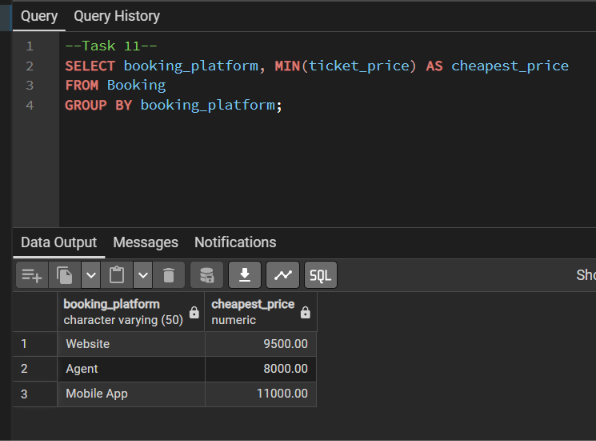 Query Query History
1 --Task 11--
2 SELECT booking_platform, MIN(ticket_price) AS cheapest_price
3 FROM Booking
4 GROUP BY booking_platform;
Data Output Messages Notifications
SQL
booking_platform cheapest_price
character varying (50) numeric
1 Website 9500.00
2 Agent 8000.00
3 Mobile App 11000.00